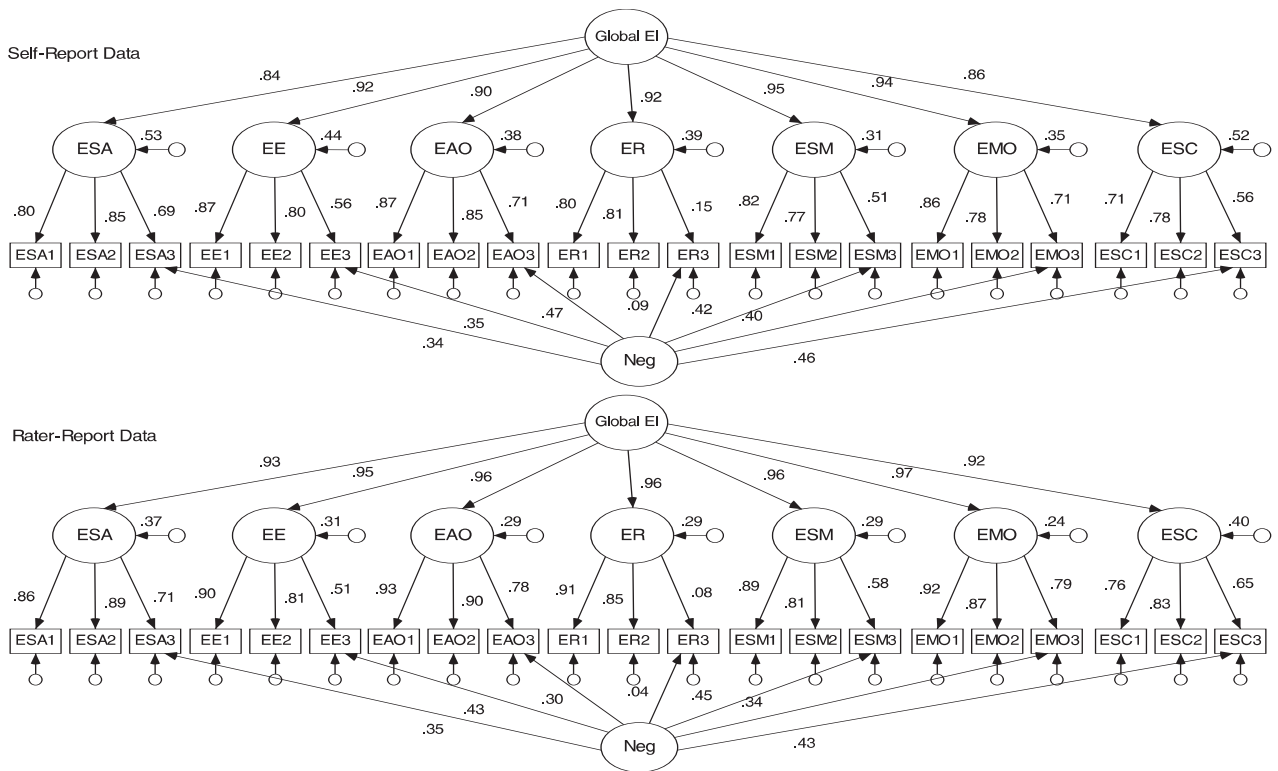 Global EI
Self-Report Data
.84 .92 .90 .92 .95 .94 .86
ESA .53 EE .44 EAO .38 ER .39 ESM .31 EMO .35 ESC .52
.80 .85 .69 .87 .80 .56 .87 .85 .71 .80 .81 .15 .82 .77 .51 .86 .78 .71 .71 .78 .56
ESA1 ESA2 ESA3 EE1 EE2 EE3 EAO1 EAO2 EAO3 ER1 ER2 ER3 ESM1 ESM2 ESM3 EMO1 EMO2 EMO3 ESC1 ESC2 ESC3
.34 .35 .47 .09 .42 .40 .46
Neg
Global EI
Rater-Report Data
.93 .95 .96 .96 .96 .97 .92
ESA .37 EE .31 EAO .29 ER .29 ESM .29 EMO .24 ESC .40
.86 .89 .71 .90 .81 .51 .93 .90 .78 .91 .85 .08 .89 .81 .58 .92 .87 .79 .76 .83 .65
ESA1 ESA2 ESA3 EE1 EE2 EE3 EAO1 EAO2 EAO3 ER1 ER2 ER3 ESM1 ESM2 ESM3 EMO1 EMO2 EMO3 ESC1 ESC2 ESC3
.35 .43 .30 .04 .45 .34 .43
Neg